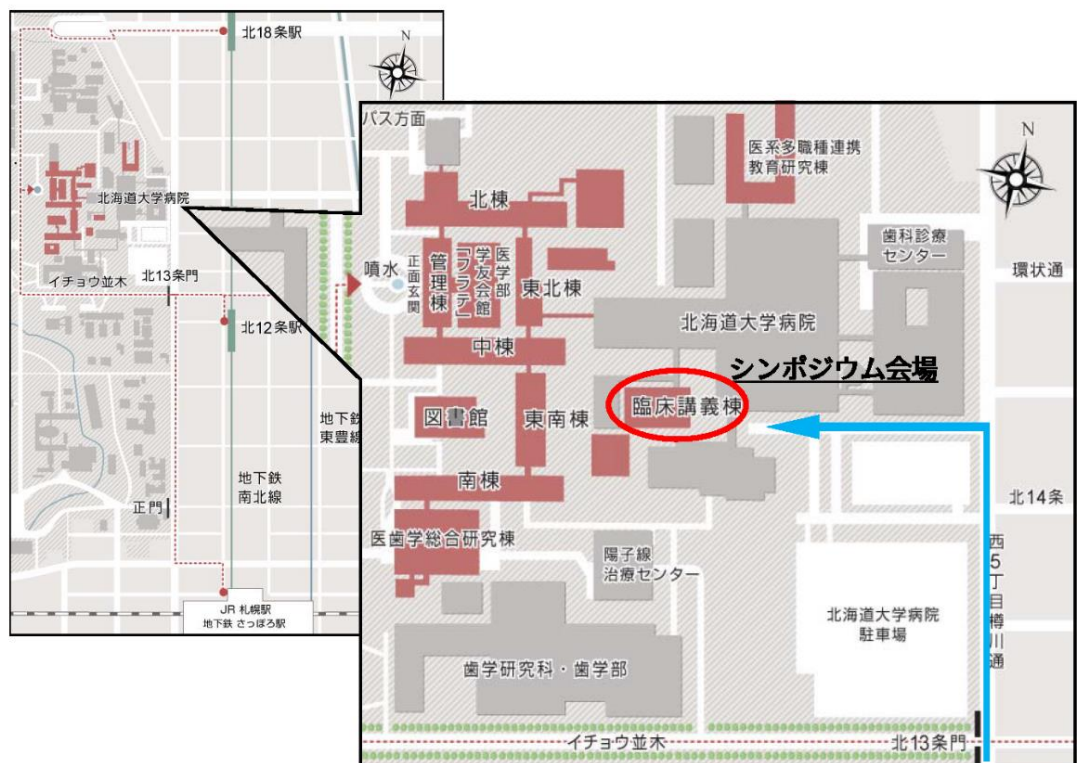 北18条駅
N
北海道大学病院
北13条門
イチョウ並木
北12条駅
地下鉄
東豊線
地下鉄
南北線
正門
JR 札幌駅
地下鉄 さっぽろ駅
バス方面
医系多職種連携
教育研究棟
N
北棟
歯科診療
センター
環状通
噴水
正面玄関
管理棟
医学部
学友会館
「フラテ」
東北棟
北海道大学病院
中棟
シンポジウム会場
臨床講義棟
図書館
東南棟
南棟
北14条
医歯学総合研究棟
陽子線
治療センター
西5丁目樽川通
北海道大学病院
駐車場
歯学研究科・歯学部
イチョウ並木
北13条門